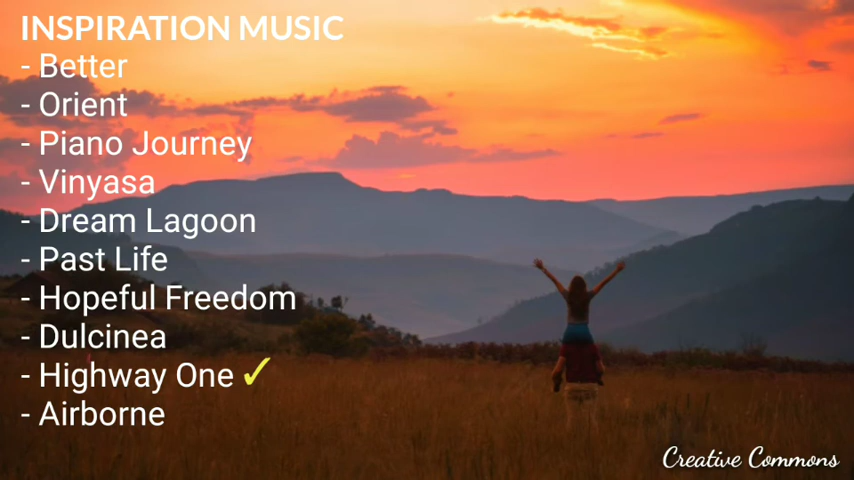 INSPIRATION MUSIC
- Better
- Orient
- Piano Journey
- Vinyasa
- Dream Lagoon
- Past Life
- Hopeful Freedom
- Dulcinea
- Highway One ✓
- Airborne
Creative Commons